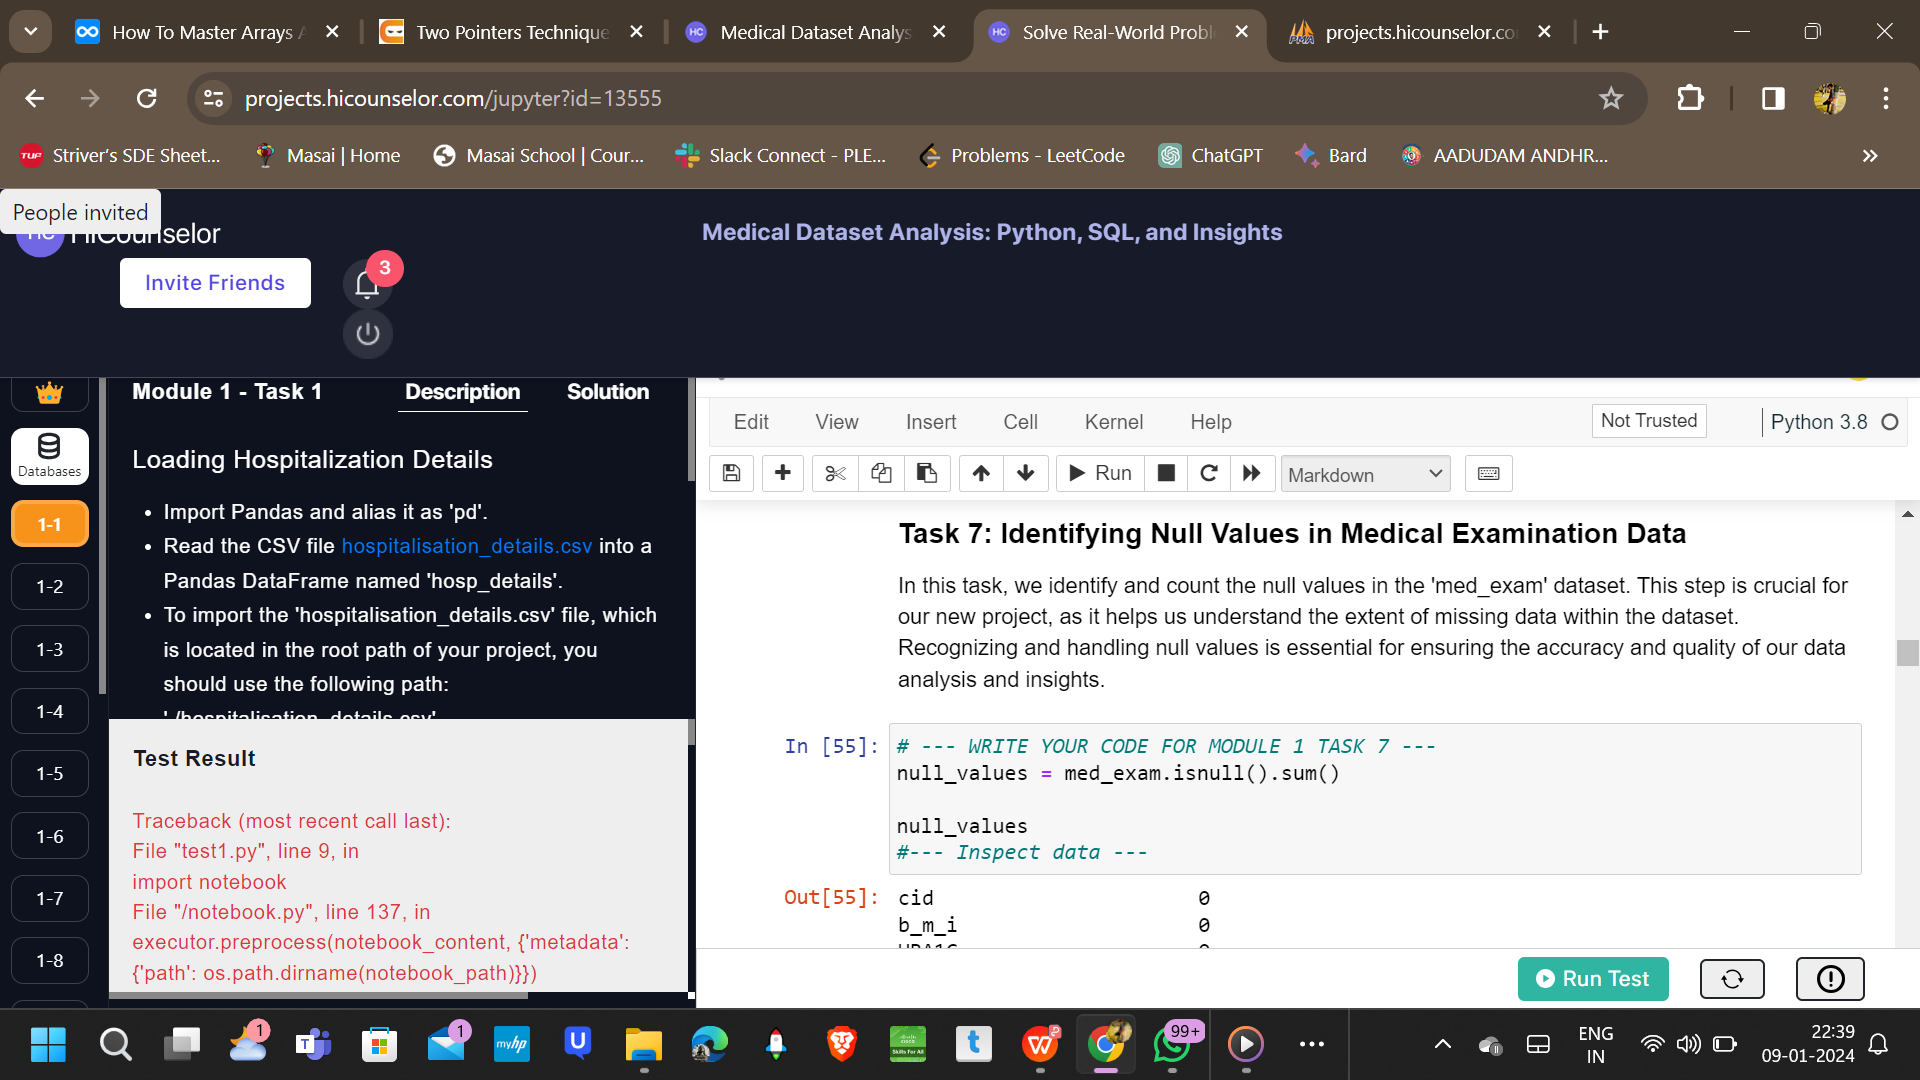 How To Master Arrays
Two Pointers Technique
Medical Dataset Analys
Solve Real-World Probl
projects.hicounselor.co
projects.hicounselor.com/jupyter?id=13555
TUF Striver's SDE Sheet...
Masai | Home
Masai School | Cour...
Slack Connect - PLE...
Problems - LeetCode
ChatGPT
Bard
AADUDAM ANDHR...
People invited
HiCounselor
Medical Dataset Analysis: Python, SQL, and Insights
Invite Friends
3
Module 1 - Task 1
Description
Solution
Databases
1-1
1-2
1-3
1-4
1-5
1-6
1-7
1-8
Loading Hospitalization Details
• Import Pandas and alias it as 'pd'.
• Read the CSV file hospitalisation_details.csv into a
Pandas DataFrame named 'hosp_details'.
• To import the 'hospitalisation_details.csv' file, which
is located in the root path of your project, you
should use the following path:
'./hospitalisation_details.csv'
Test Result
Traceback (most recent call last):
File "test1.py", line 9, in
import notebook
File "/notebook.py", line 137, in
executor.preprocess(notebook_content, {'metadata':
{'path': os.path.dirname(notebook_path)}})
Edit
View
Insert
Cell
Kernel
Help
Not Trusted
Python 3.8
Run
Markdown
Task 7: Identifying Null Values in Medical Examination Data
In this task, we identify and count the null values in the 'med_exam' dataset. This step is crucial for
our new project, as it helps us understand the extent of missing data within the dataset.
Recognizing and handling null values is essential for ensuring the accuracy and quality of our data
analysis and insights.
In [55]: # --- WRITE YOUR CODE FOR MODULE 1 TASK 7 ---
null_values = med_exam.isnull().sum()
null_values
#--- Inspect data ---
Out[55]: cid 0
b_m_i 0
HBA1C 0
Run Test
1
1
myhp
Skills For All
99+
ENG
IN
22:39
09-01-2024